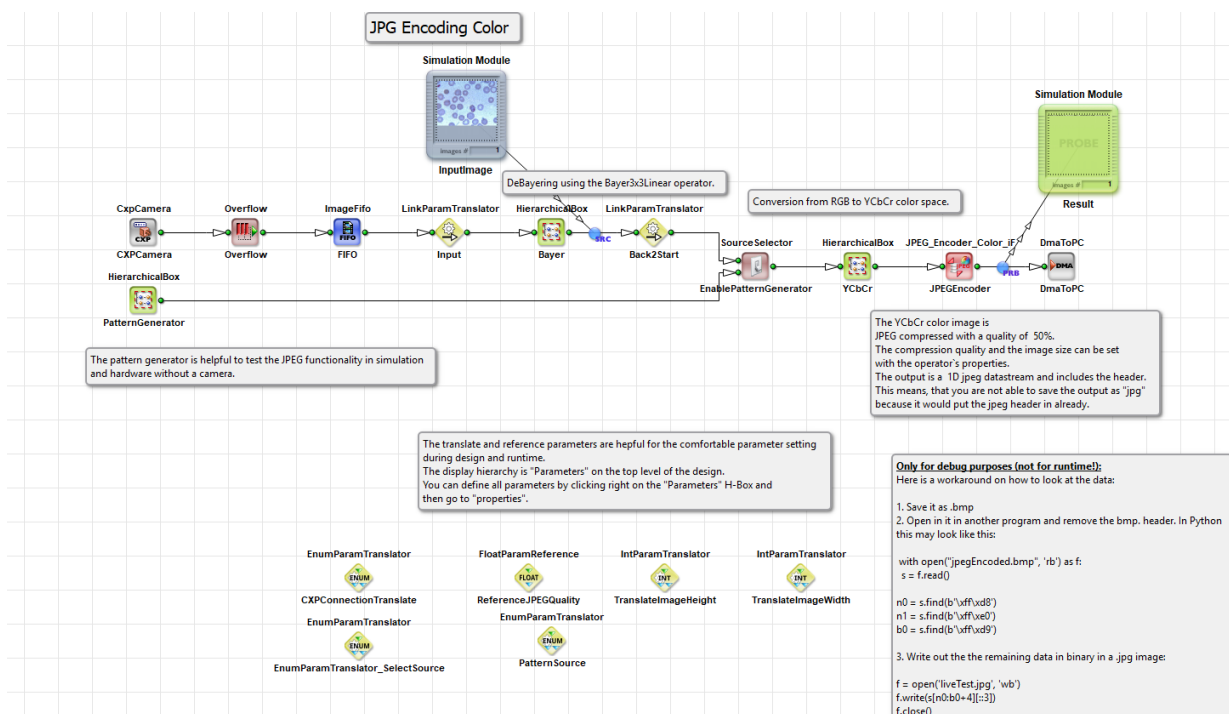 JPG Encoding Color
Simulation Module
images # 1
InputImage
Simulation Module
PROBE
images # 1
Result
DeBayering using the Bayer3x3Linear operator.
Conversion from RGB to YCbCr color space.
CxpCamera
CXP
CXPCamera
Overflow
Overflow
ImageFifo
FIFO
FIFO
LinkParamTranslator
Input
HierarchicalBox
Bayer
SRC
LinkParamTranslator
Back2Start
SourceSelector
EnablePatternGenerator
HierarchicalBox
YCbCr
JPEG_Encoder_Color_iF
JPEGEncoder
PRB
DmaToPC
DMA
DmaToPC
HierarchicalBox
PatternGenerator
The pattern generator is helpful to test the JPEG functionality in simulation
and hardware without a camera.
The YCbCr color image is
JPEG compressed with a quality of 50%.
The compression quality and the image size can be set
with the operator`s properties.
The output is a 1D jpeg datastream and includes the header.
This means, that you are not able to save the output as "jpg"
because it would put the jpeg header in already.
The translate and reference parameters are hepful for the comfortable parameter setting
during design and runtime.
The display hierarchy is "Parameters" on the top level of the design.
You can define all parameters by clicking right on the "Parameters" H-Box and
then go to "properties".
EnumParamTranslator
ENUM
CXPConnectionTranslate
FloatParamReference
FLOAT
ReferenceJPEGQuality
IntParamTranslator
INT
TranslateImageHeight
IntParamTranslator
INT
TranslateImageWidth
EnumParamTranslator
ENUM
EnumParamTranslator_SelectSource
EnumParamTranslator
ENUM
PatternSource
Only for debug purposes (not for runtime!):
Here is a workaround on how to look at the data:
1. Save it as .bmp
2. Open in it in another program and remove the bmp. header. In Python
this may look like this:
with open("jpegEncoded.bmp", 'rb') as f:
s = f.read()
n0 = s.find(b'\xff\xd8')
n1 = s.find(b'\xff\xe0')
b0 = s.find(b'\xff\xd9')
3. Write out the the remaining data in binary in a .jpg image:
f = open('liveTest.jpg', 'wb')
f.write(s[n0:b0+4][::3])
f.close()